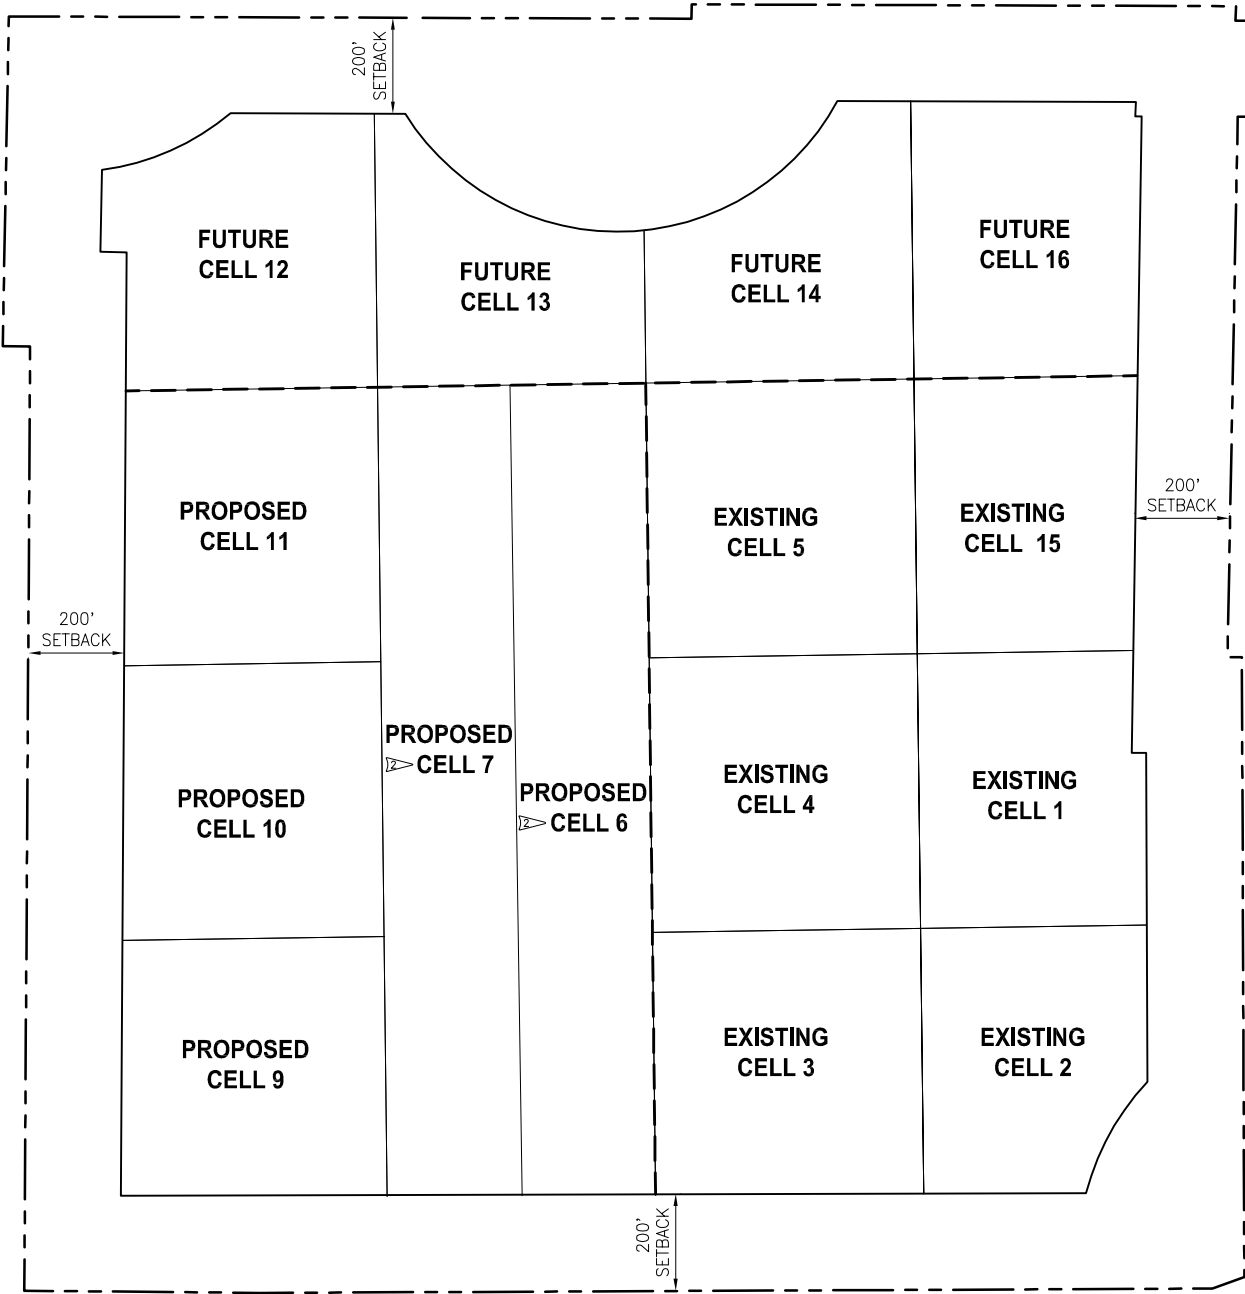 200'
SETBACK
FUTURE
CELL 12
FUTURE
CELL 13
FUTURE
CELL 14
FUTURE
CELL 16
PROPOSED
CELL 11
EXISTING
CELL 5
EXISTING
CELL 15
200'
SETBACK
200'
SETBACK
PROPOSED
2 CELL 7
PROPOSED
2 CELL 6
PROPOSED
CELL 10
EXISTING
CELL 4
EXISTING
CELL 1
PROPOSED
CELL 9
EXISTING
CELL 3
EXISTING
CELL 2
200'
SETBACK